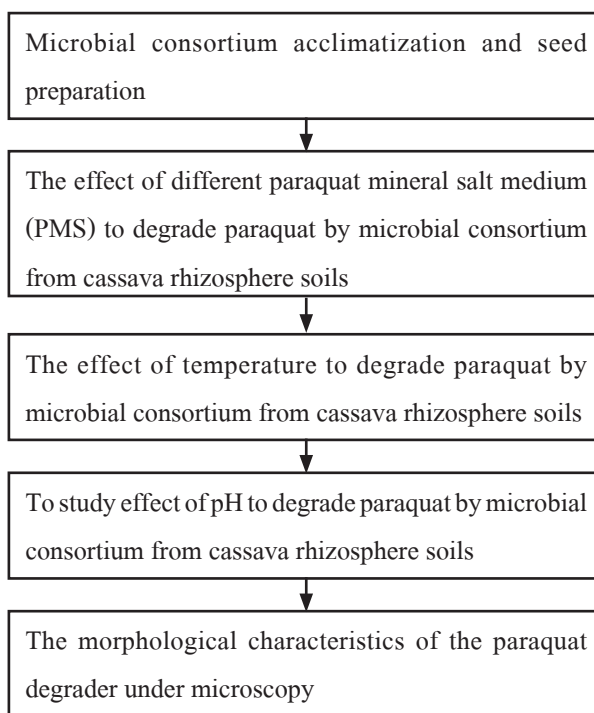 Microbial consortium acclimatization and seed
preparation
The effect of different paraquat mineral salt medium
(PMS) to degrade paraquat by microbial consortium
from cassava rhizosphere soils
The effect of temperature to degrade paraquat by
microbial consortium from cassava rhizosphere soils
To study effect of pH to degrade paraquat by microbial
consortium from cassava rhizosphere soils
The morphological characteristics of the paraquat
degrader under microscopy